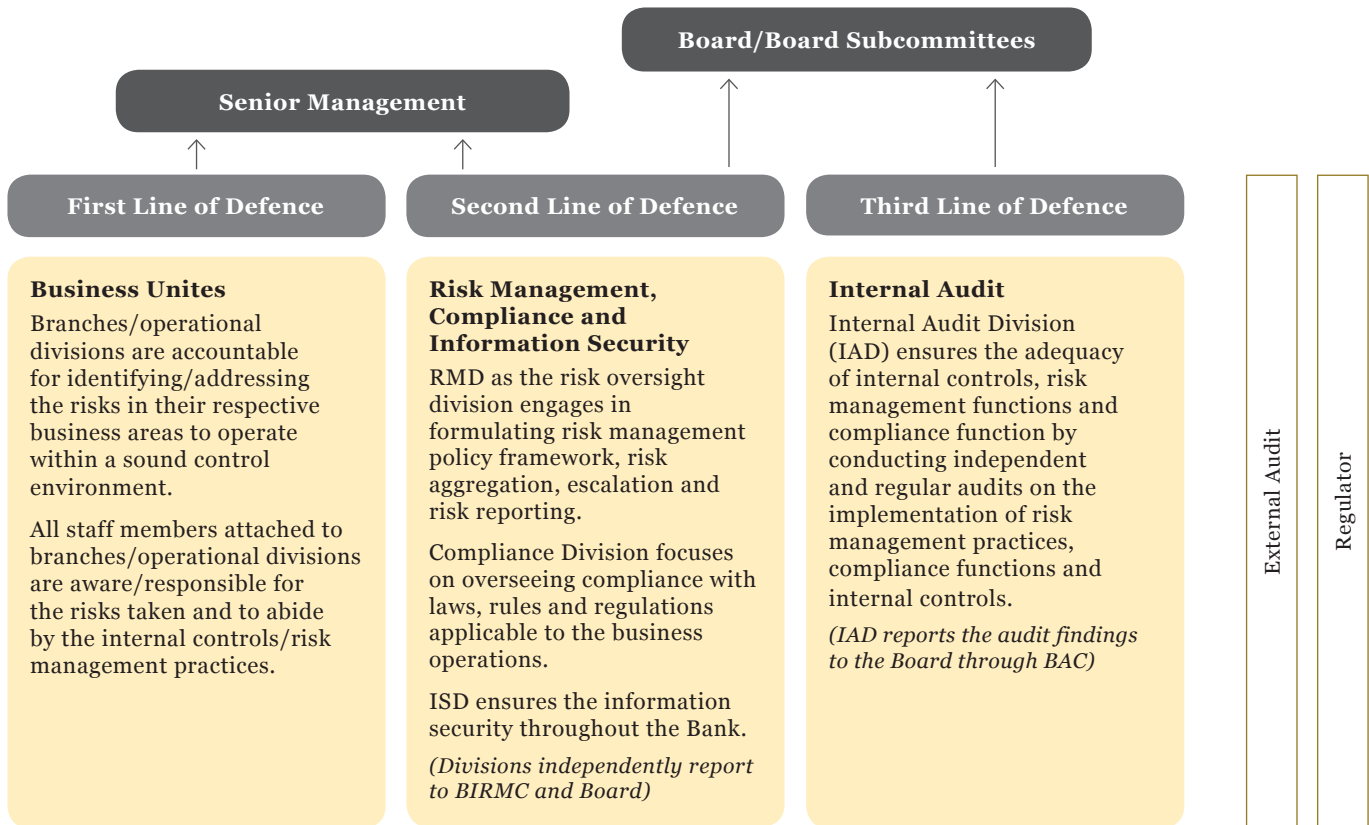 Board/Board Subcommittees
Senior Management
First Line of Defence
Second Line of Defence
Third Line of Defence
Business Unites
Branches/operational
divisions are accountable
for identifying/addressing
the risks in their respective
business areas to operate
within a sound control
environment.
All staff members attached to
branches/operational divisions
are aware/responsible for
the risks taken and to abide
by the internal controls/risk
management practices.
Risk Management,
Compliance and
Information Security
RMD as the risk oversight
division engages in
formulating risk management
policy framework, risk
aggregation, escalation and
risk reporting.
Compliance Division focuses
on overseeing compliance with
laws, rules and regulations
applicable to the business
operations.
ISD ensures the information
security throughout the Bank.
(Divisions independently report
to BIRMC and Board)
Internal Audit
Internal Audit Division
(IAD) ensures the adequacy
of internal controls, risk
management functions and
compliance function by
conducting independent
and regular audits on the
implementation of risk
management practices,
compliance functions and
internal controls.
(IAD reports the audit findings
to the Board through BAC)
External Audit
Regulator